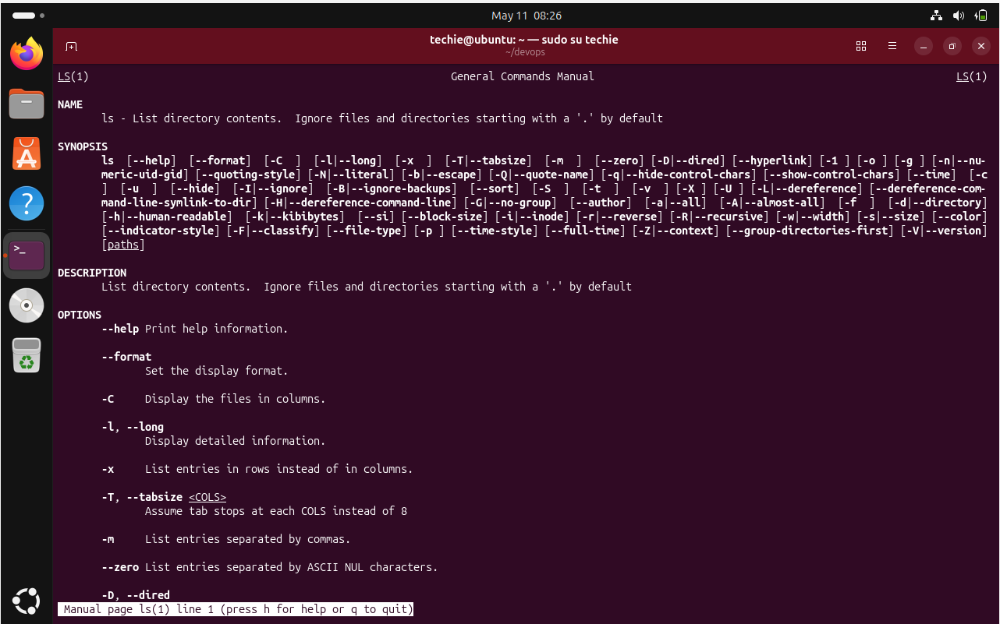 May 11 08:26
techie@ubuntu: ~ — sudo su techie
~/devops
LS(1) General Commands Manual LS(1)
NAME
ls - List directory contents. Ignore files and directories starting with a '.' by default
SYNOPSIS
ls [--help] [--format] [-C ] [-l|--long] [-x ] [-T|--tabsize] [-m ] [--zero] [-D|--dired] [--hyperlink] [-1 ] [-o ] [-g ] [-n|--nu‐
meric-uid-gid] [--quoting-style] [-N|--literal] [-b|--escape] [-Q|--quote-name] [-q|--hide-control-chars] [--show-control-chars] [--time] [-c
] [-u ] [--hide] [-I|--ignore] [-B|--ignore-backups] [--sort] [-S ] [-t ] [-v ] [-X ] [-U ] [-L|--dereference] [--dereference-com‐
mand-line-symlink-to-dir] [-H|--dereference-command-line] [-G|--no-group] [--author] [-a|--all] [-A|--almost-all] [-f ] [-d|--directory]
[-h|--human-readable] [-k|--kibibytes] [--si] [--block-size] [-i|--inode] [-r|--reverse] [-R|--recursive] [-w|--width] [-s|--size] [--color]
[--indicator-style] [-F|--classify] [--file-type] [-p ] [--time-style] [--full-time] [-Z|--context] [--group-directories-first] [-V|--version]
[paths]
DESCRIPTION
List directory contents. Ignore files and directories starting with a '.' by default
OPTIONS
--help Print help information.
--format
Set the display format.
-C Display the files in columns.
-l, --long
Display detailed information.
-x List entries in rows instead of in columns.
-T, --tabsize <COLS>
Assume tab stops at each COLS instead of 8
-m List entries separated by commas.
--zero List entries separated by ASCII NUL characters.
-D, --dired
Manual page ls(1) line 1 (press h for help or q to quit)